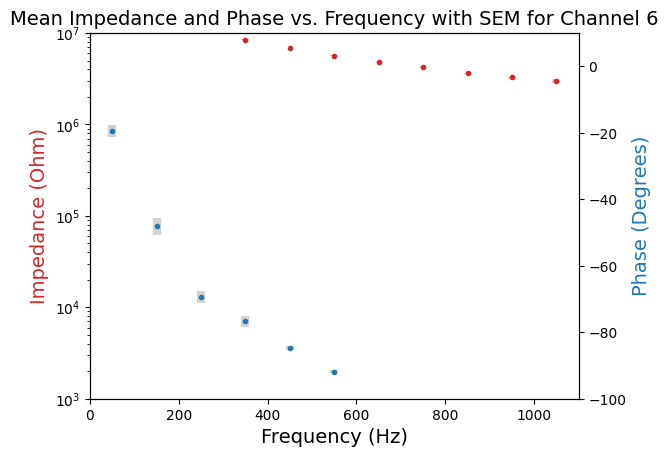 Mean Impedance and Phase vs. Frequency with SEM for Channel 6
10^7
10^6
10^5
10^4
10^3
Impedance (Ohm)
0
−20
−40
−60
−80
−100
Phase (Degrees)
0 200 400 600 800 1000
Frequency (Hz)